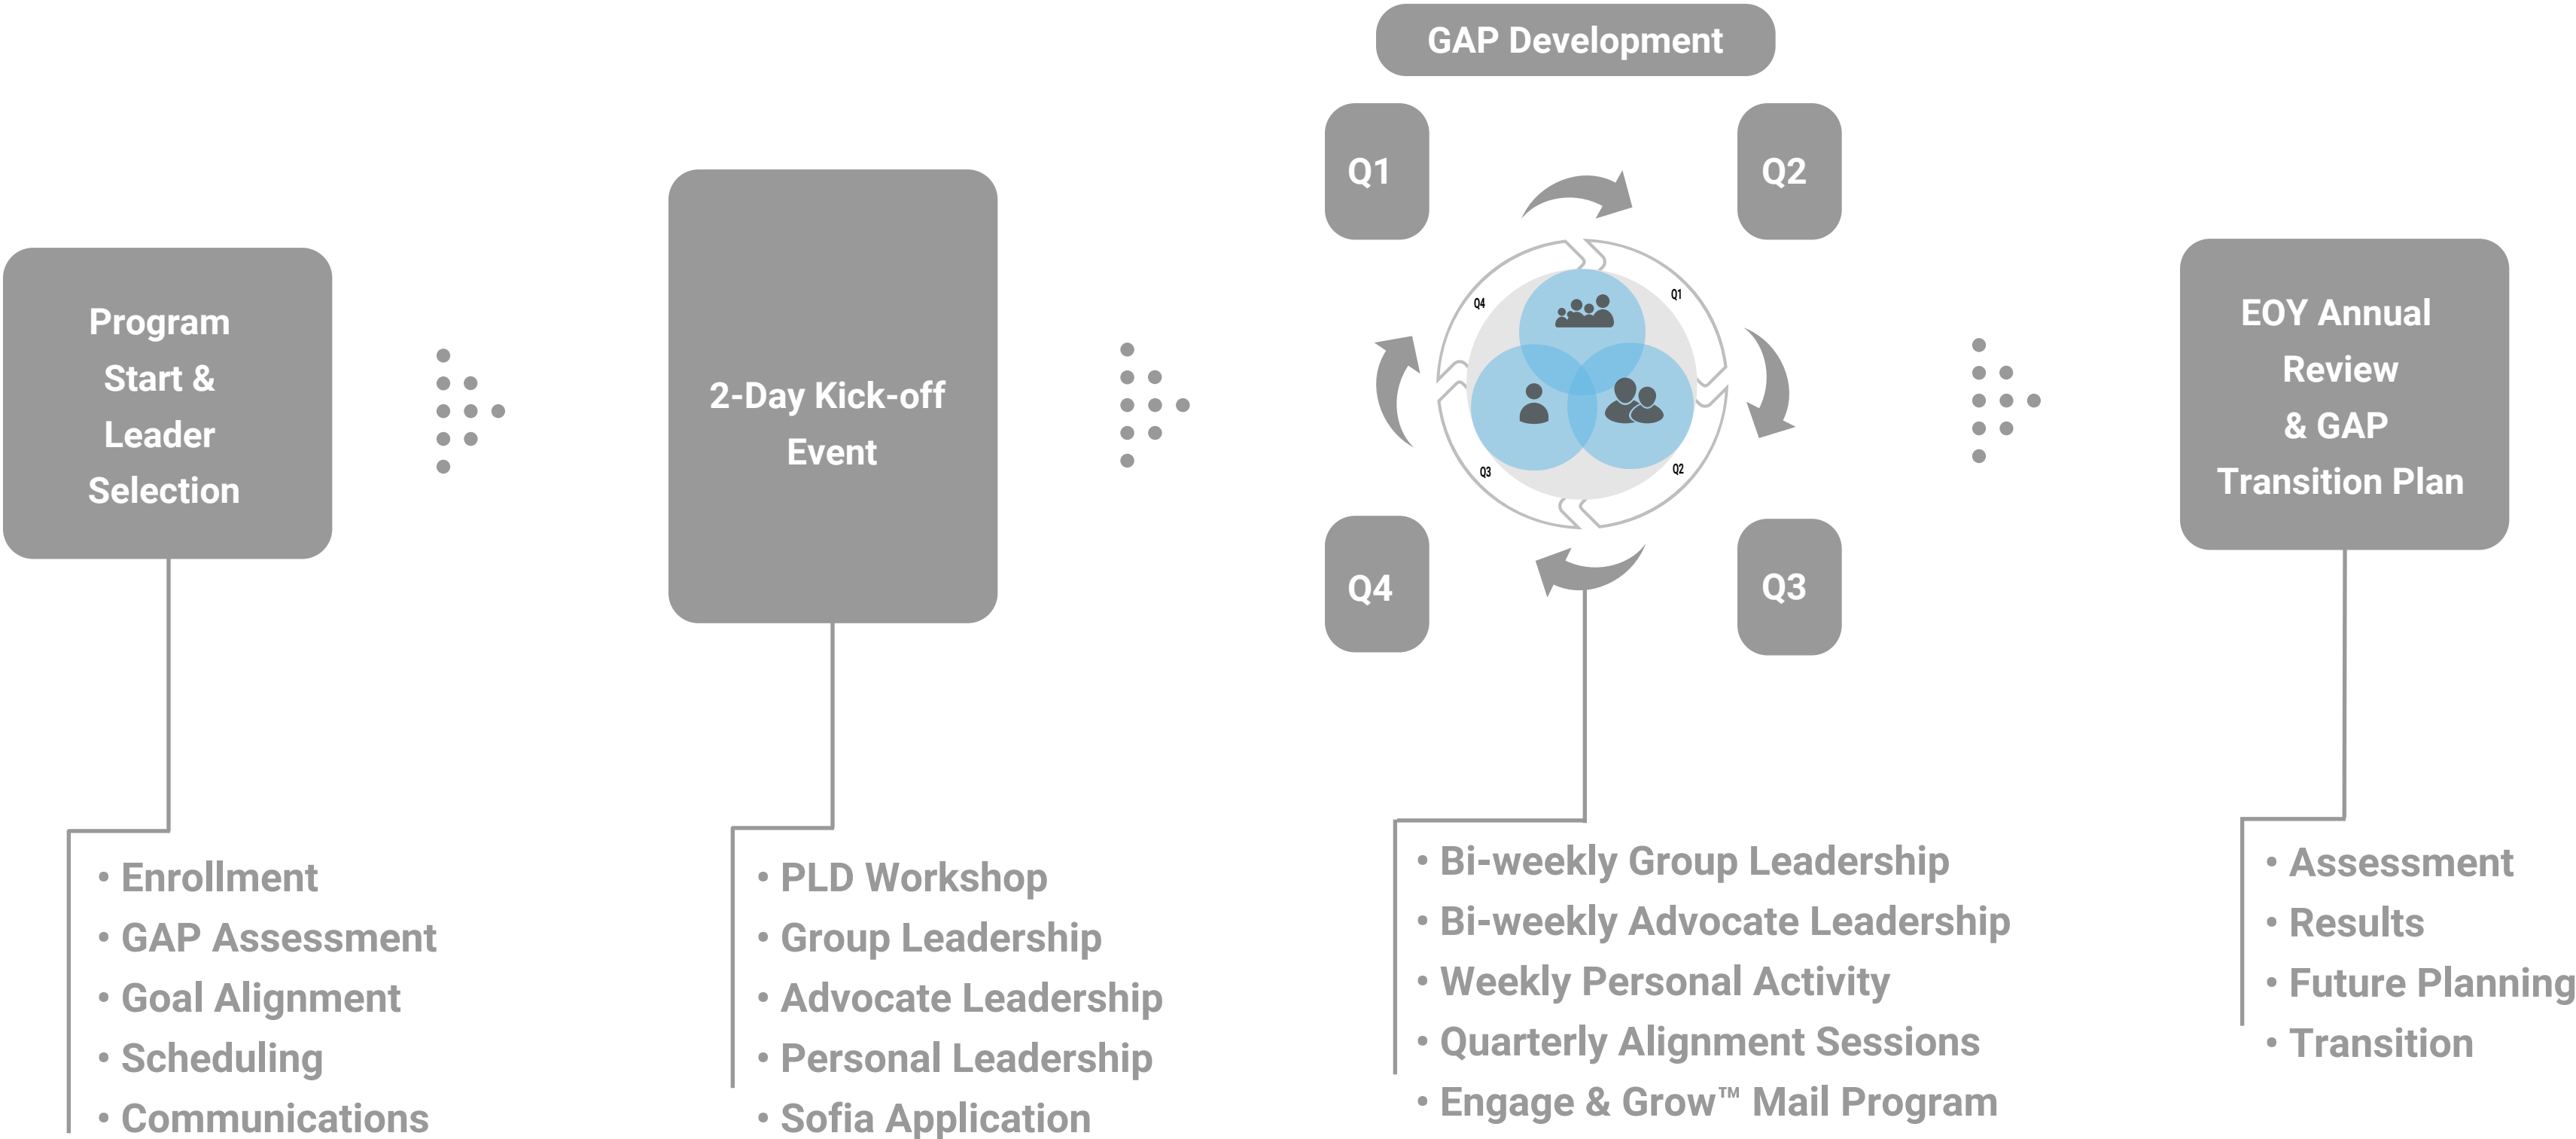 GAP Development
Q1
Q2
Program
Start &
Leader
Selection
2-Day Kick-off
Event
Q4
Q1
Q3
Q2
Q4
Q3
EOY Annual
Review
& GAP
Transition Plan
• Enrollment
• GAP Assessment
• Goal Alignment
• Scheduling
• Communications
• PLD Workshop
• Group Leadership
• Advocate Leadership
• Personal Leadership
• Sofia Application
• Bi-weekly Group Leadership
• Bi-weekly Advocate Leadership
• Weekly Personal Activity
• Quarterly Alignment Sessions
• Engage & Grow™ Mail Program
• Assessment
• Results
• Future Planning
• Transition